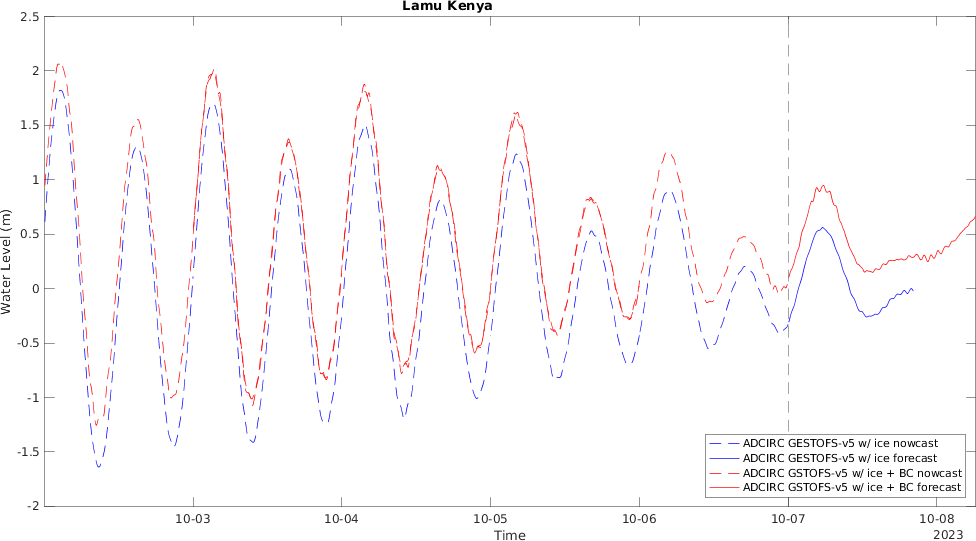 Lamu Kenya
2.5
2
1.5
1
0.5
0
-0.5
-1
-1.5
-2
Water Level (m)
10-03
10-04
10-05
10-06
10-07
10-08
Time
2023
ADCIRC GESTOFS-v5 w/ ice nowcast
ADCIRC GESTOFS-v5 w/ ice forecast
ADCIRC GSTOFS-v5 w/ ice + BC nowcast
ADCIRC GSTOFS-v5 w/ ice + BC forecast